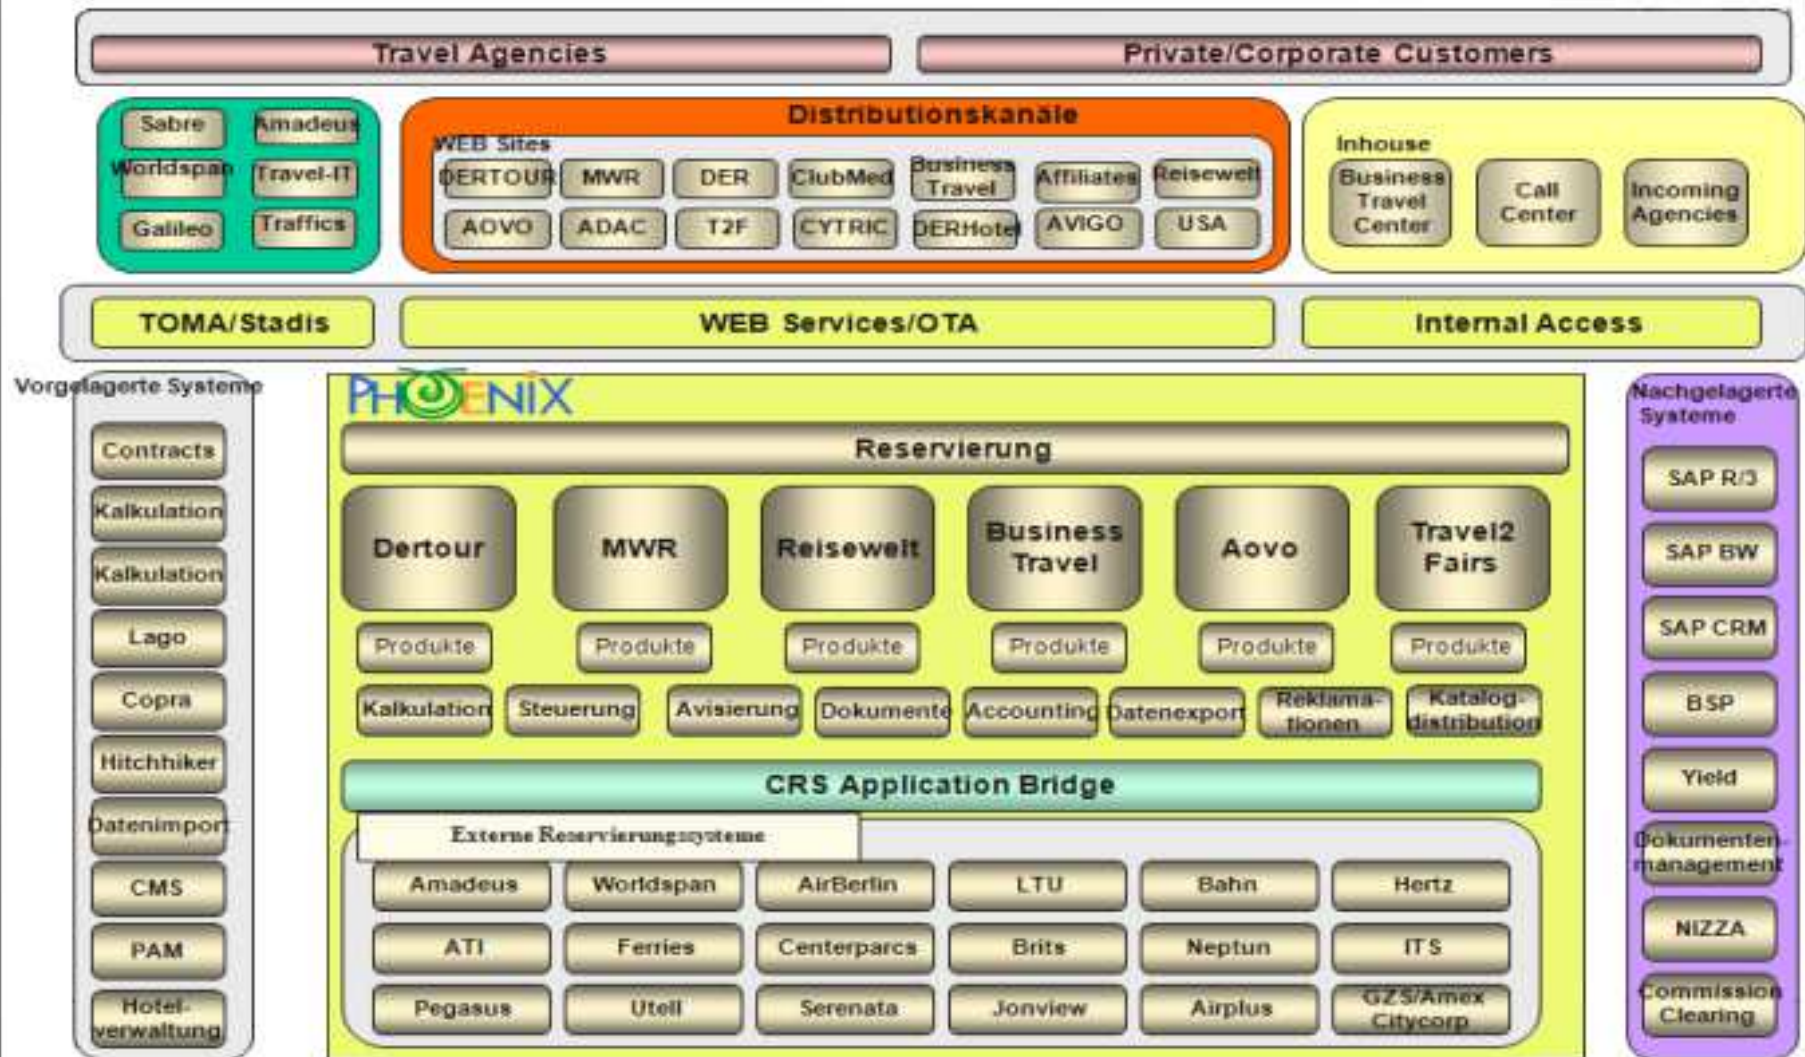 Travel Agencies
Private/Corporate Customers
Sabre
Amadeus
Worldspan
Travel-IT
Galileo
Traffics
Distributionskanäle
WEB Sites
DERTOUR
MWR
DER
ClubMed
Business
Travel
Affiliates
Reisewelt
AOVO
ADAC
T2F
CYTRIC
DERHotel
AVIGO
USA
Inhouse
Business
Travel
Center
Call
Center
Incoming
Agencies
TOMA/Stadis
WEB Services/OTA
Internal Access
Vorgelagerte Systeme
Contracts
Kalkulation
Kalkulation
Lago
Copra
Hitchhiker
Datenimport
CMS
PAM
Hotel-
verwaltung
PHOENIX
Reservierung
Dertour
MWR
Reisewelt
Business
Travel
Aovo
Travel2
Fairs
Produkte
Produkte
Produkte
Produkte
Produkte
Produkte
Kalkulation
Steuerung
Avisierung
Dokumente
Accounting
Datenexport
Reklama-
tionen
Katalog-
distribution
CRS Application Bridge
Externe Reservierungssysteme
Amadeus
Worldspan
AirBerlin
LTU
Bahn
Hertz
ATI
Ferries
Centerparcs
Brits
Neptun
ITS
Pegasus
Utell
Serenata
Jonview
Airplus
GZS/Amex
Citycorp
Nachgelagerte
Systeme
SAP R/3
SAP BW
SAP CRM
BSP
Yield
Dokumenten-
management
NIZZA
Commission
Clearing